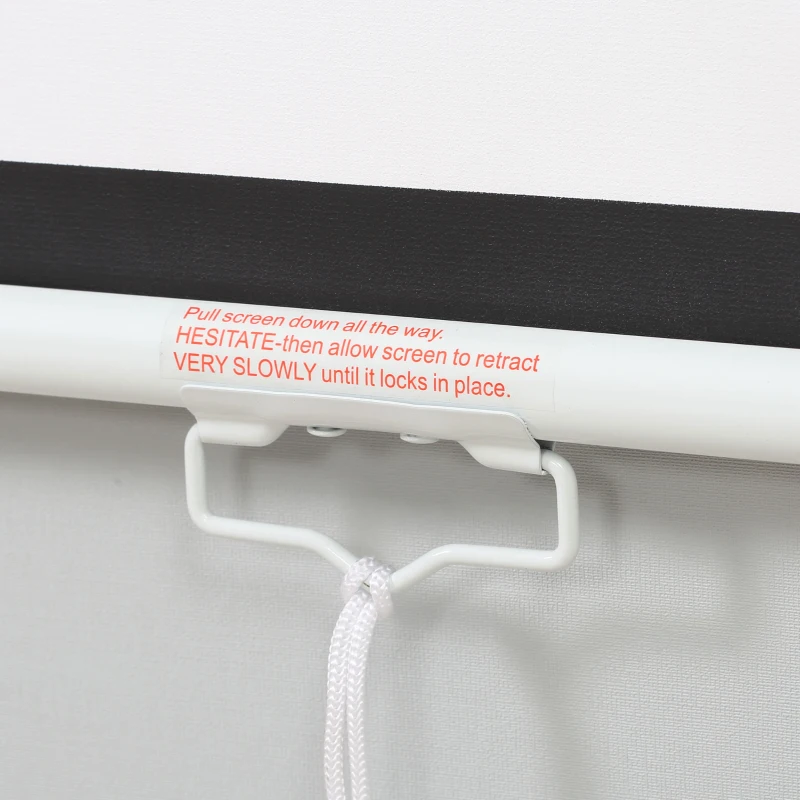 Pull screen down all the way.
HESITATE-then allow screen to retract
VERY SLOWLY until it locks in place.